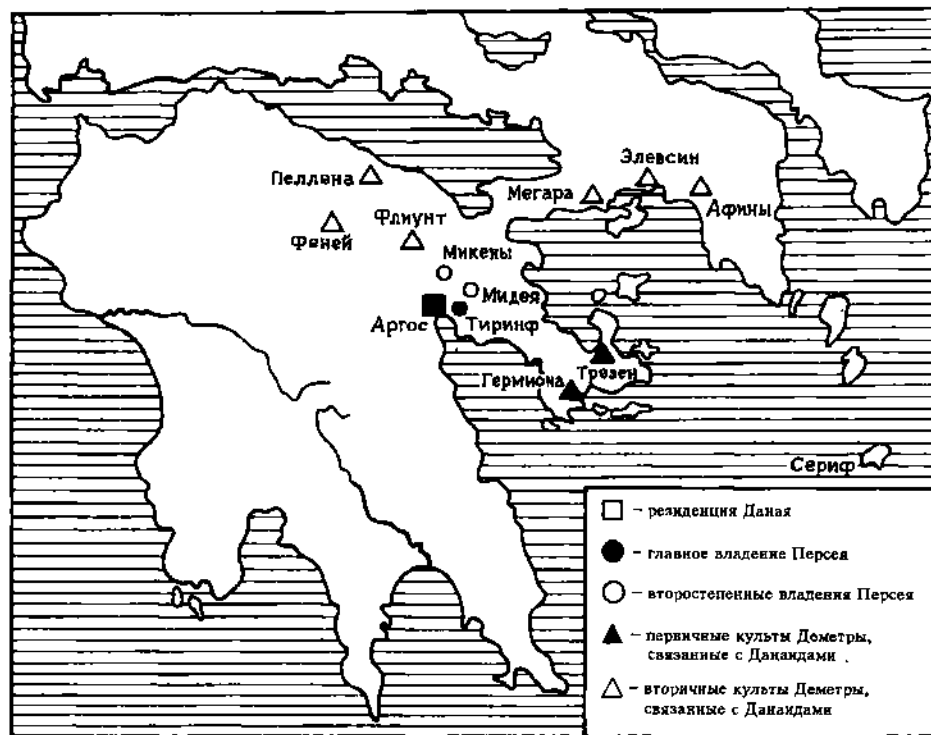 Элевсин
Пеллена
Мегара
Афины
Флиунт
Феней
Микены
Мидея
Аргос
Тиринф
Трезен
Гермиона
Сериф
– резиденция Даная
– главное владение Персея
– второстепенные владения Персея
– первичные культы Деметры,
связанные с Данаидами
– вторичные культы Деметры,
связанные с Данаидами